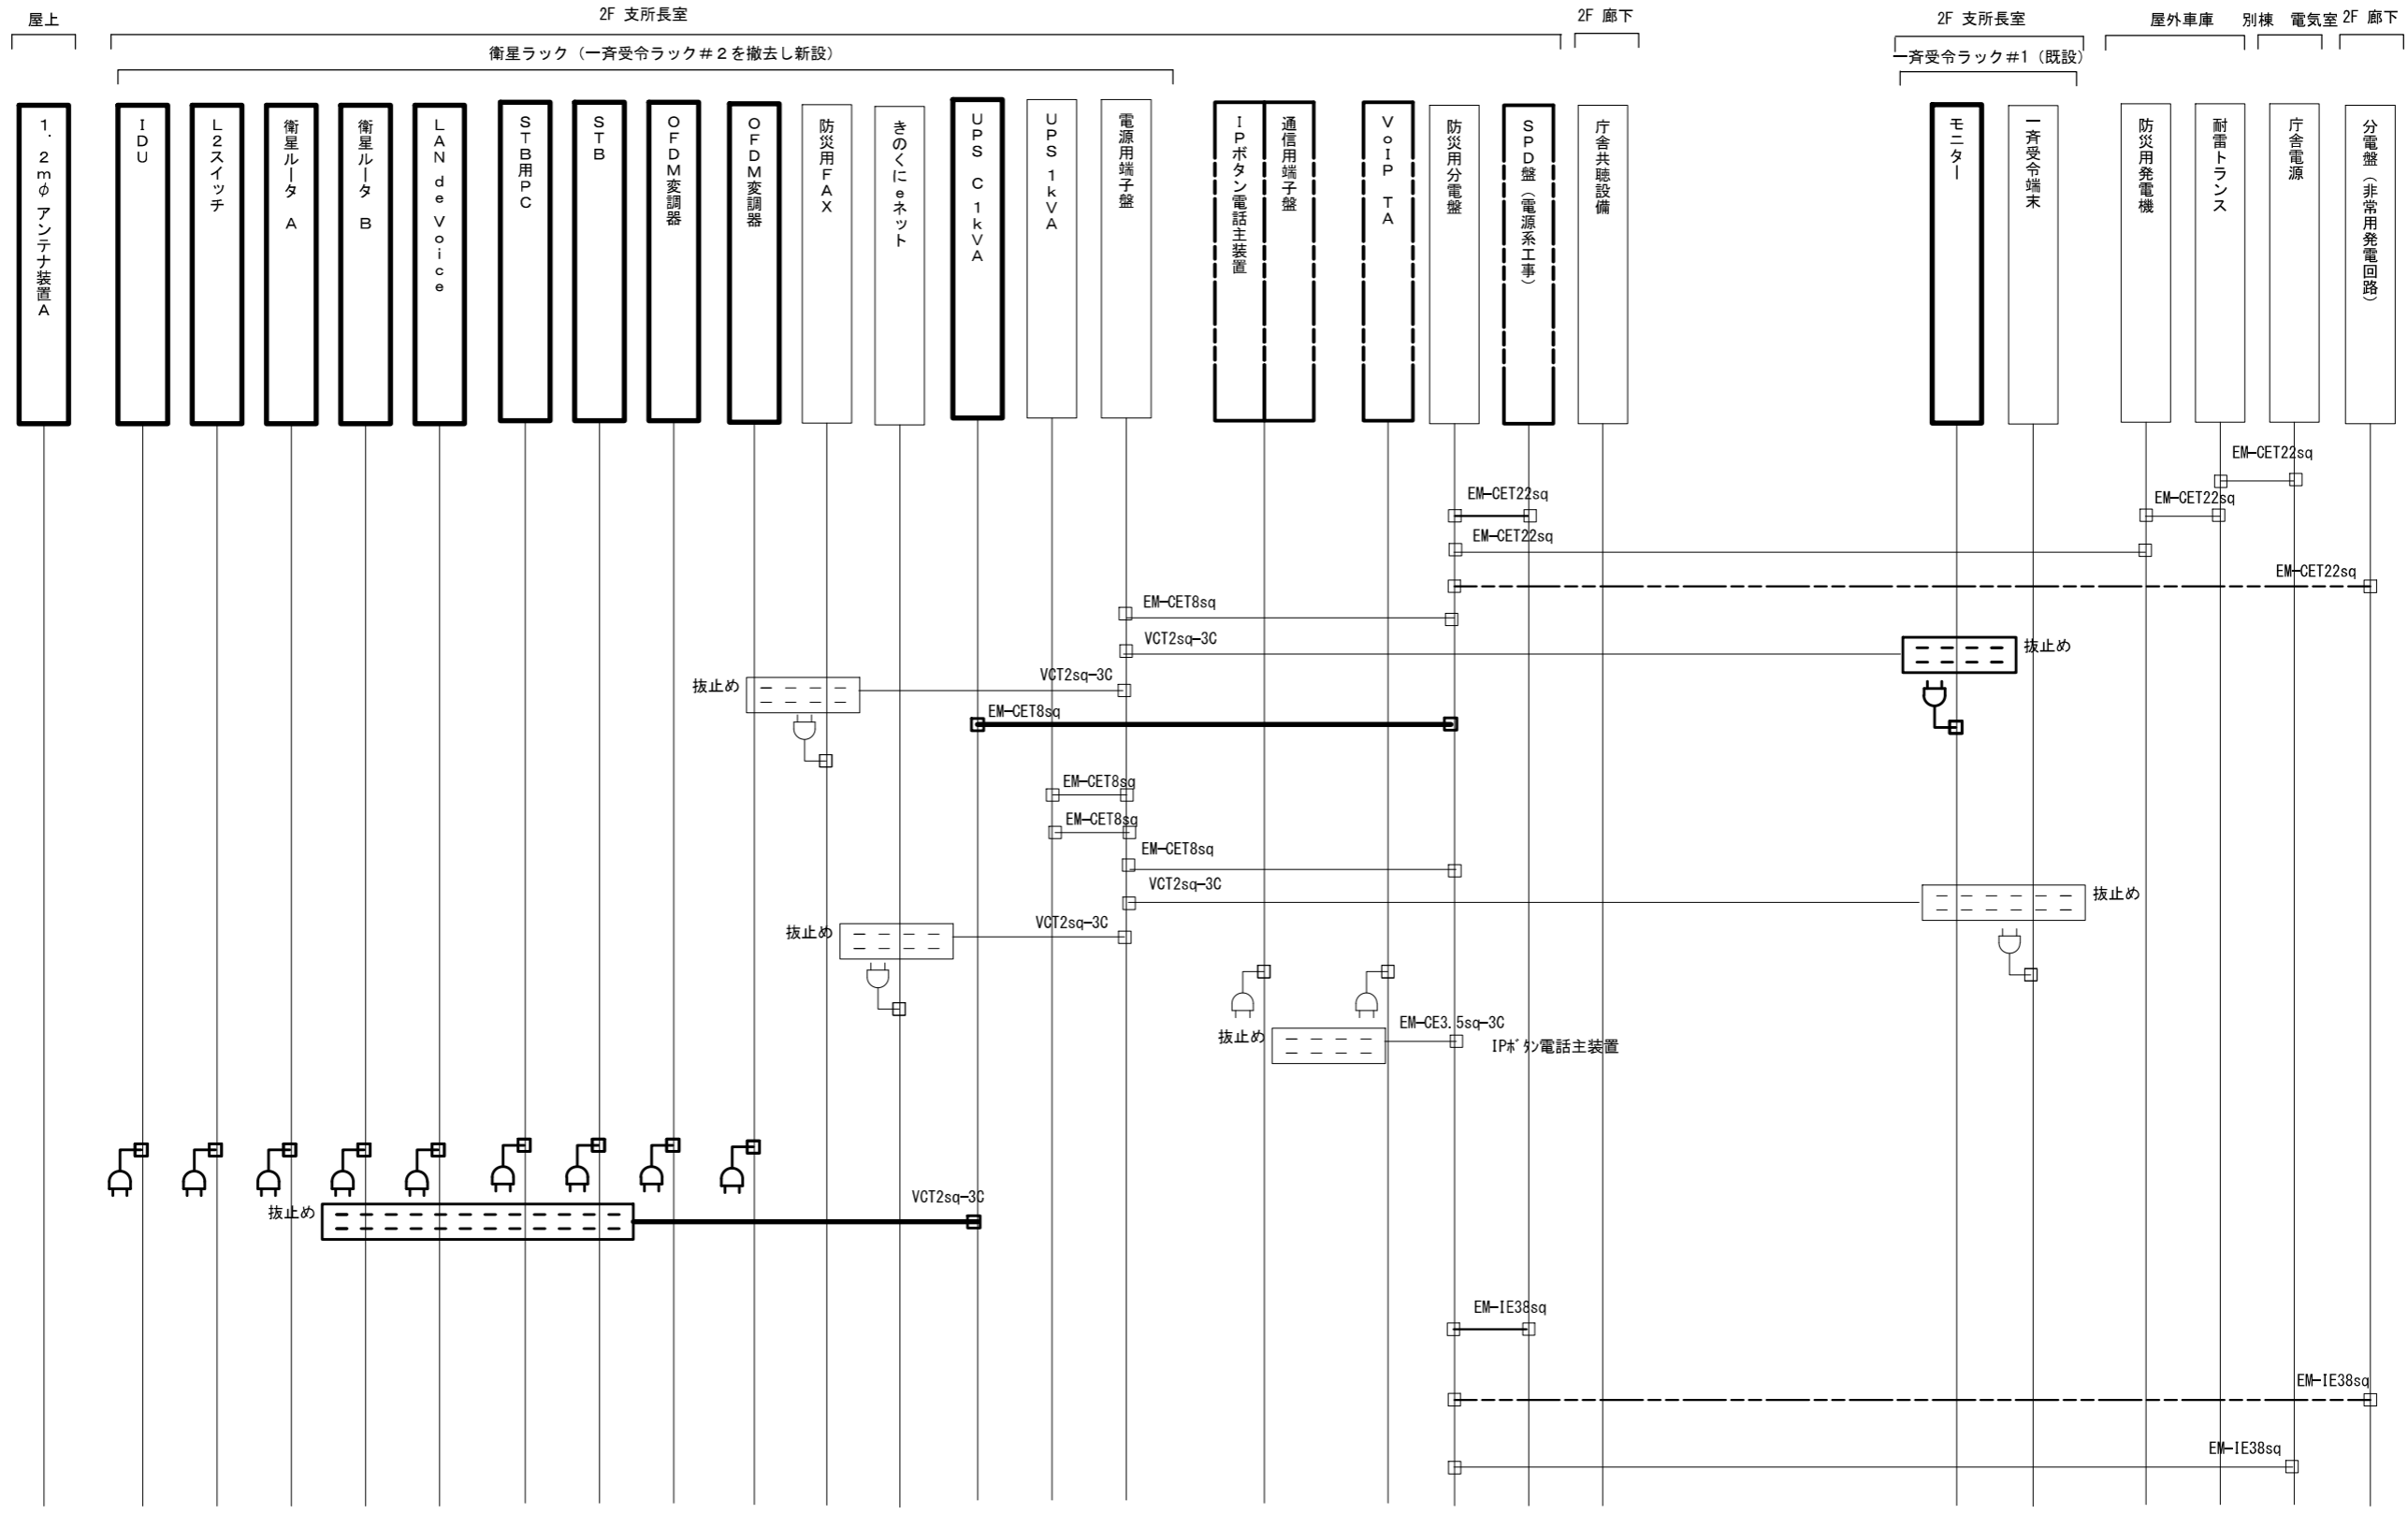 屋上
2F 支所長室
2F 廊下
2F 支所長室
屋外車庫
別棟 電気室
2F 廊下
衛星ラック（一斉受令ラック＃２を撤去し新設）
一斉受令ラック＃1（既設）
１．２ｍφアンテナ装置Ａ
ＩＤＵ
Ｌ２スイッチ
衛星ルータ Ａ
衛星ルータ Ｂ
ＬＡＮ ｄｅ Ｖｏｉｃｅ
ＳＴＢ用ＰＣ
ＳＴＢ
ＯＦＤＭ変調器
ＯＦＤＭ変調器
防災用ＦＡＸ
きのくにｅネット
ＵＰＳ Ｃ １ｋＶＡ
ＵＰＳ １ｋＶＡ
電源用端子盤
ＩＰボタン電話主装置
通信用端子盤
ＶｏＩＰ ＴＡ
防災用分電盤
ＳＰＤ盤（電源系工事）
庁舎共聴設備
モニター
一斉受令端末
防災用発電機
耐雷トランス
庁舎電源
分電盤（非常用発電回路）
EM-CET22sq
EM-CET22sq
EM-CET22sq
EM-CET22sq
EM-CET22sq
EM-CET8sq
VCT2sq-3C
抜止め
VCT2sq-3C
抜止め
EM-CET8sq
EM-CET8sq
EM-CET8sq
EM-CET8sq
VCT2sq-3C
抜止め
VCT2sq-3C
抜止め
EM-CE3.5sq-3C
抜止め
IPﾎﾞﾀﾝ電話主装置
VCT2sq-3C
抜止め
EM-IE38sq
EM-IE38sq
EM-IE38sq